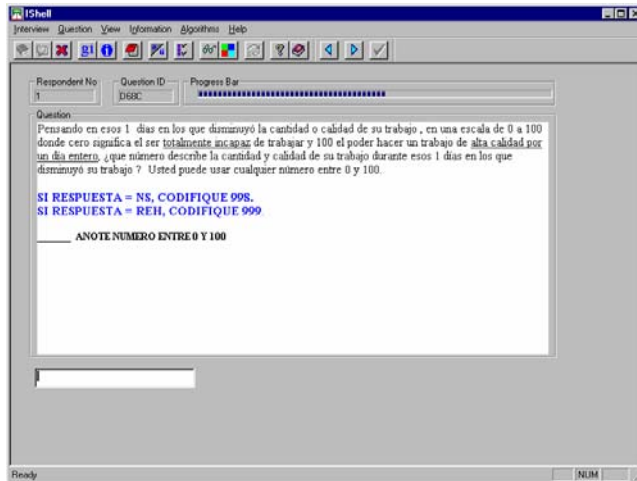 IShell
Interview Question View Information Algorithms Help
Respondent No
Question ID
Progress Bar
1
D68C
Question
Pensando en esos 1 dias en los que disminuyó la cantidad o calidad de su trabajo , en una escala de 0 a 100
donde cero significa el ser totalmente incapaz de trabajar y 100 el poder hacer un trabajo de alta calidad por
un dia entero, ¿que número describe la cantidad y calidad de su trabajo durante esos 1 días en los que
disminuyó su trabajo ? Usted puede usar cualquier número entre 0 y 100.
SI RESPUESTA = NS, CODIFIQUE 998.
SI RESPUESTA = REH, CODIFIQUE 999
______ ANOTE NUMERO ENTRE 0 Y 100
Ready
NUM